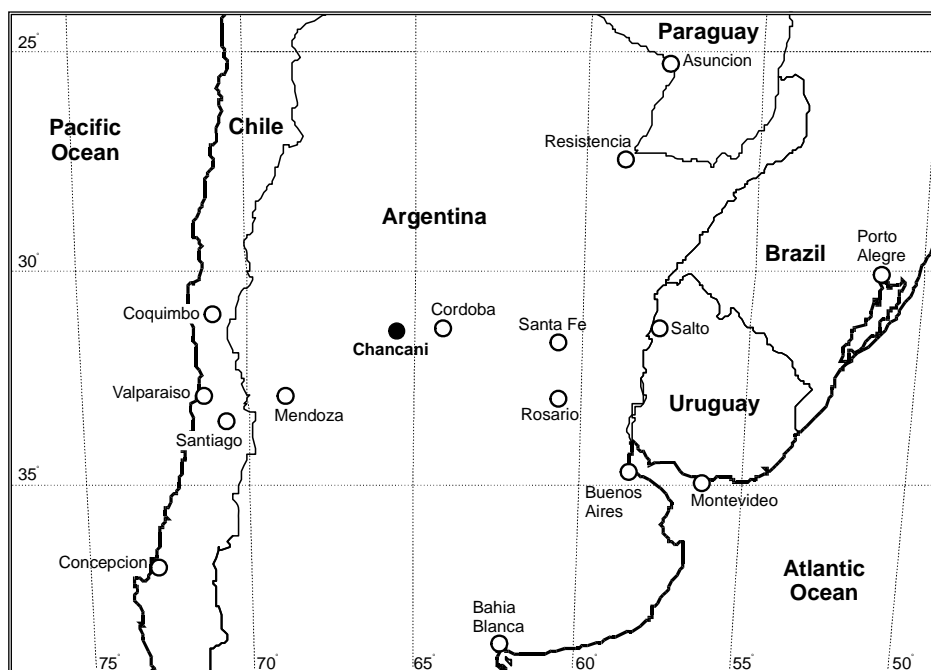 25°
Paraguay
Asuncion
Pacific
Ocean
Chile
Resistencia
Argentina
Brazil
Porto
Alegre
30°
Coquimbo
Cordoba
Santa Fe
Salto
Chancani
Valparaiso
Mendoza
Rosario
Uruguay
Santiago
35°
Buenos
Aires
Montevideo
Concepcion
Atlantic
Ocean
Bahia
Blanca
75° 70° 65° 60° 55° 50°